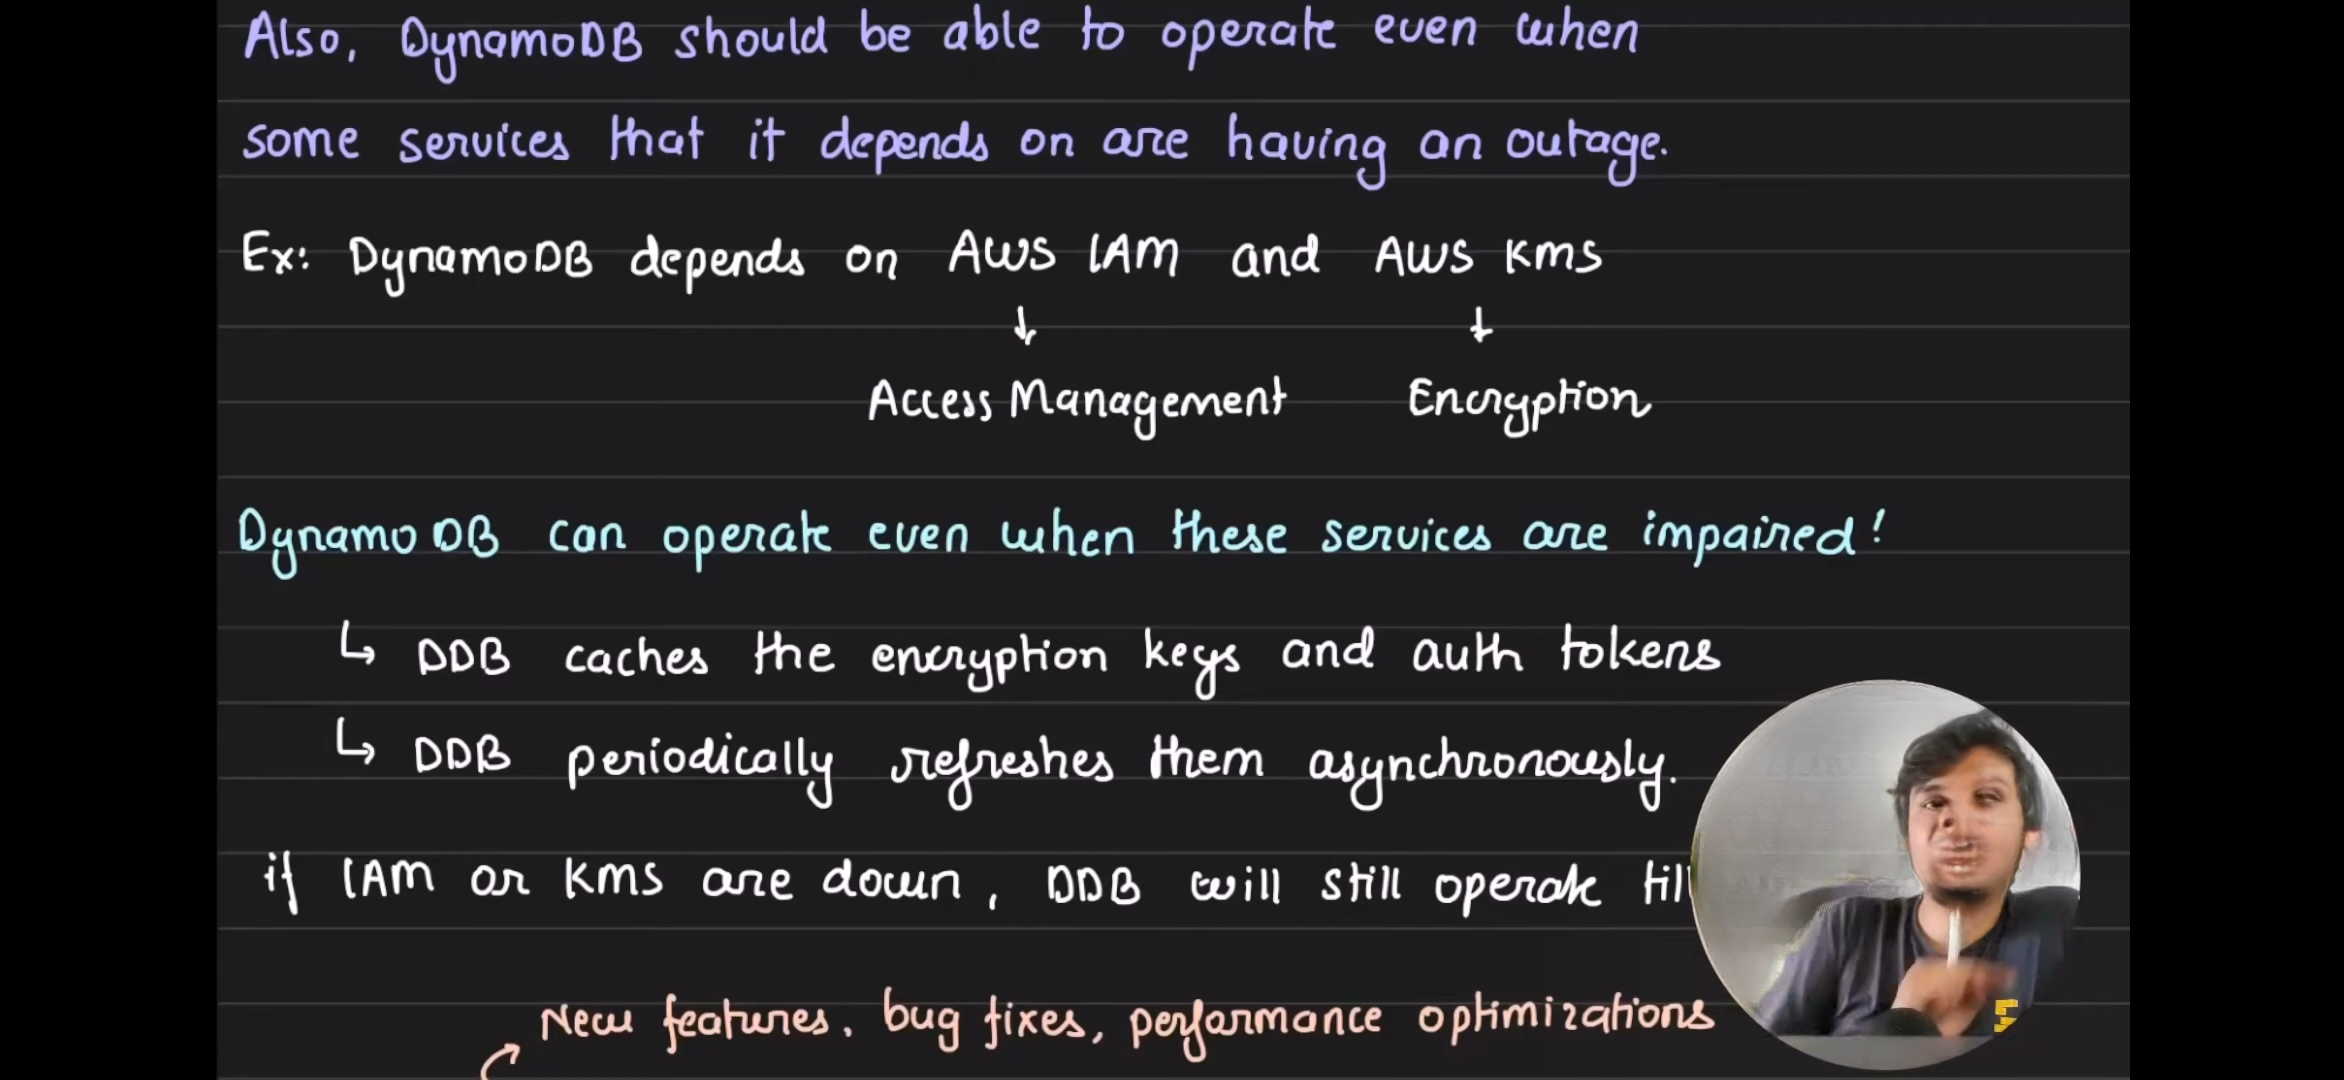 Also, DynamoDB should be able to operate even when
some services that it depends on are having an outage.
Ex: DynamoDB depends on AWS IAM and AWS KMS
↓ ↓
Access Management Encryption
DynamoDB can operate even when these services are impaired!
↳ DDB caches the encryption keys and auth tokens
↳ DDB periodically refreshes them asynchronously.
if IAM or KMS are down, DDB will still operate till
New features, bug fixes, performance optimizations